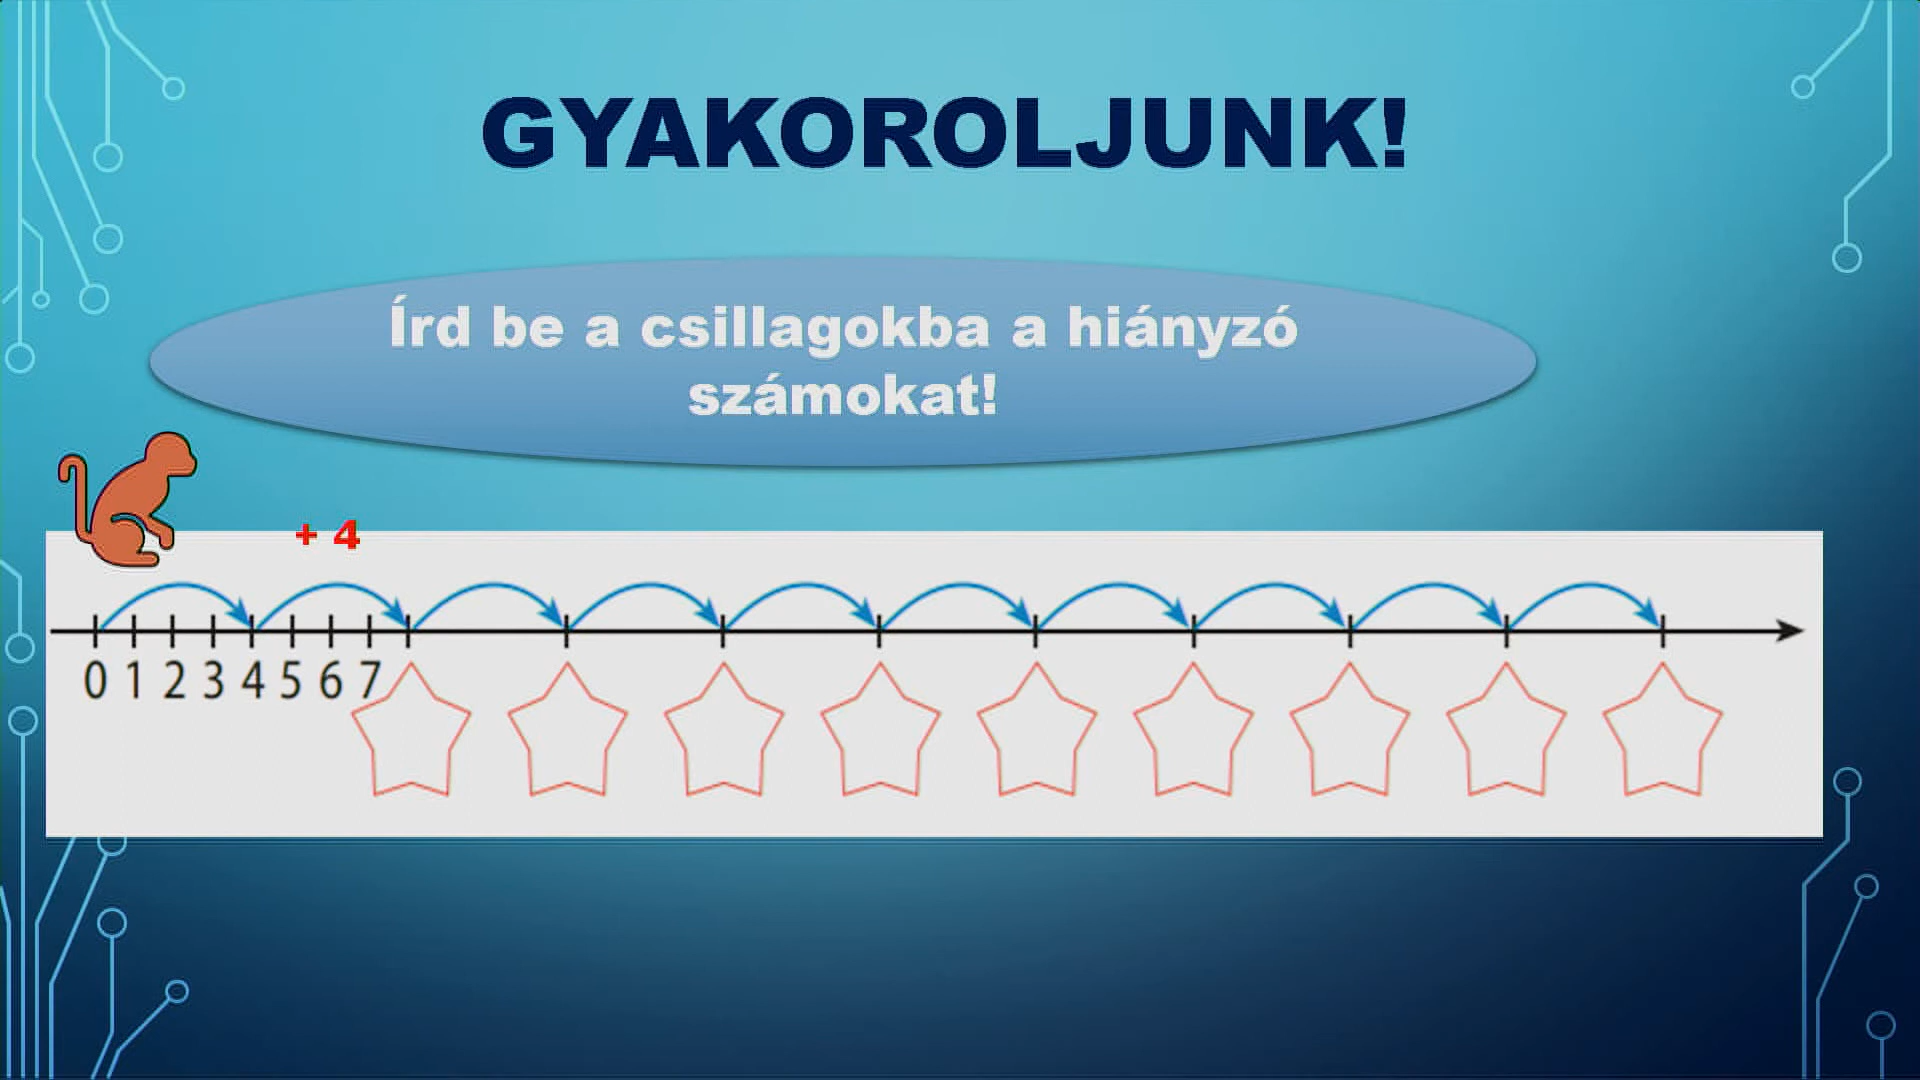 GYAKOROLJUNK!
Írd be a csillagokba a hiányzó
számokat!
+ 4
0 1 2 3 4 5 6 7